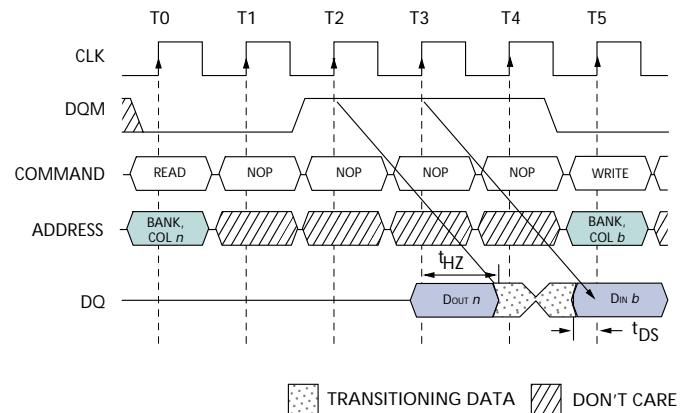 T0 T1 T2 T3 T4 T5
CLK
DQM
COMMAND READ NOP NOP NOP NOP WRITE
ADDRESS BANK, COL n BANK, COL b
tHZ
DQ DOUT n DIN b
tDS
TRANSITIONING DATA DON'T CARE